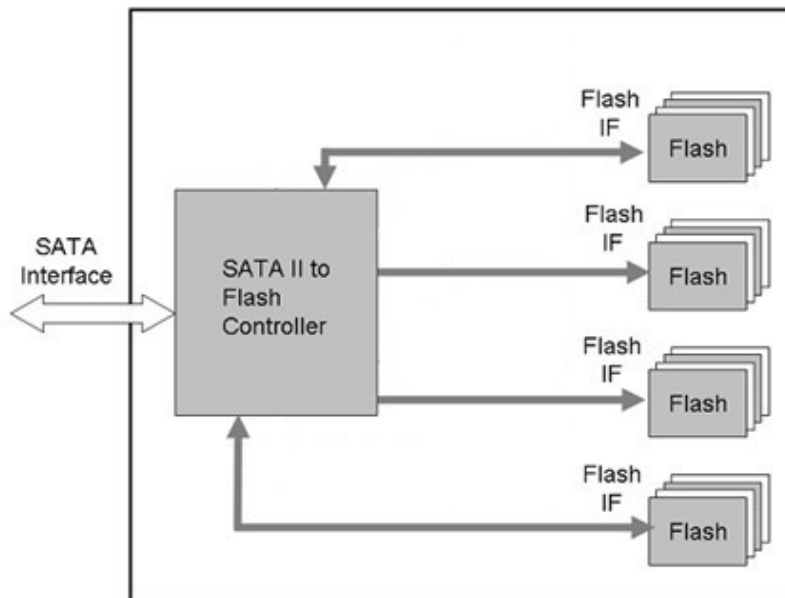 SATA
Interface
SATA II to
Flash
Controller
Flash
IF
Flash
Flash
IF
Flash
Flash
IF
Flash
Flash
IF
Flash